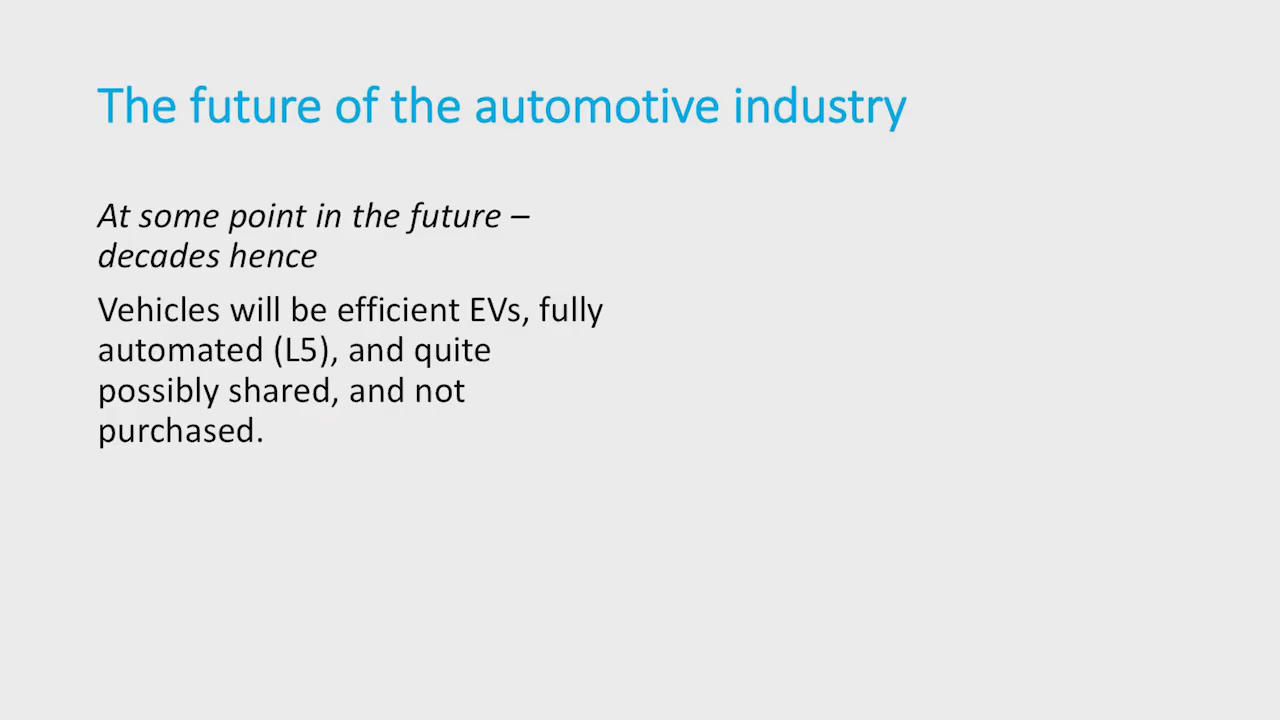 The future of the automotive industry
At some point in the future –
decades hence
Vehicles will be efficient EVs, fully
automated (L5), and quite
possibly shared, and not
purchased.